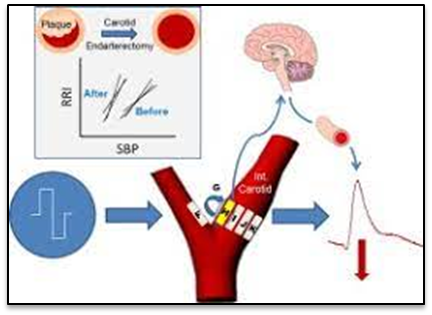 Plaque
Carotid
Endarterectomy
RRI
After
Before
SBP
Int.
Carotid
G